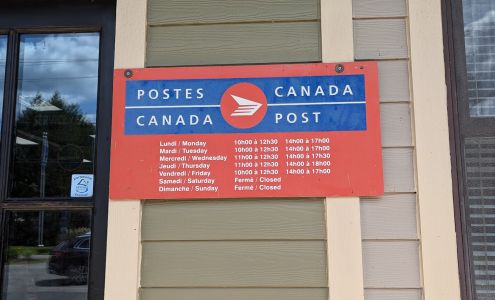 POSTES CANADA
CANADA POST
Lundi / Monday 10h00 à 12h30 14h00 à 17h00
Mardi / Tuesday 10h00 à 12h30 14h00 à 17h00
Mercredi / Wednesday 11h00 à 12h30 14h00 à 17h00
Jeudi / Thursday 11h00 à 12h30 14h00 à 18h00
Vendredi / Friday 10h00 à 12h30 14h00 à 17h00
Samedi / Saturday Fermé / Closed
Dimanche / Sunday Fermé / Closed